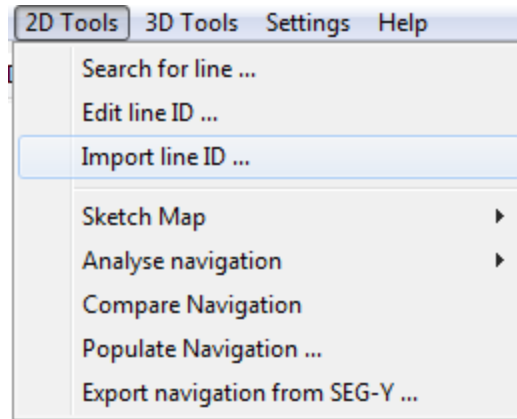 2D Tools 3D Tools Settings Help
Search for line ...
Edit line ID ...
Import line ID ...
Sketch Map
Analyse navigation
Compare Navigation
Populate Navigation ...
Export navigation from SEG-Y ...